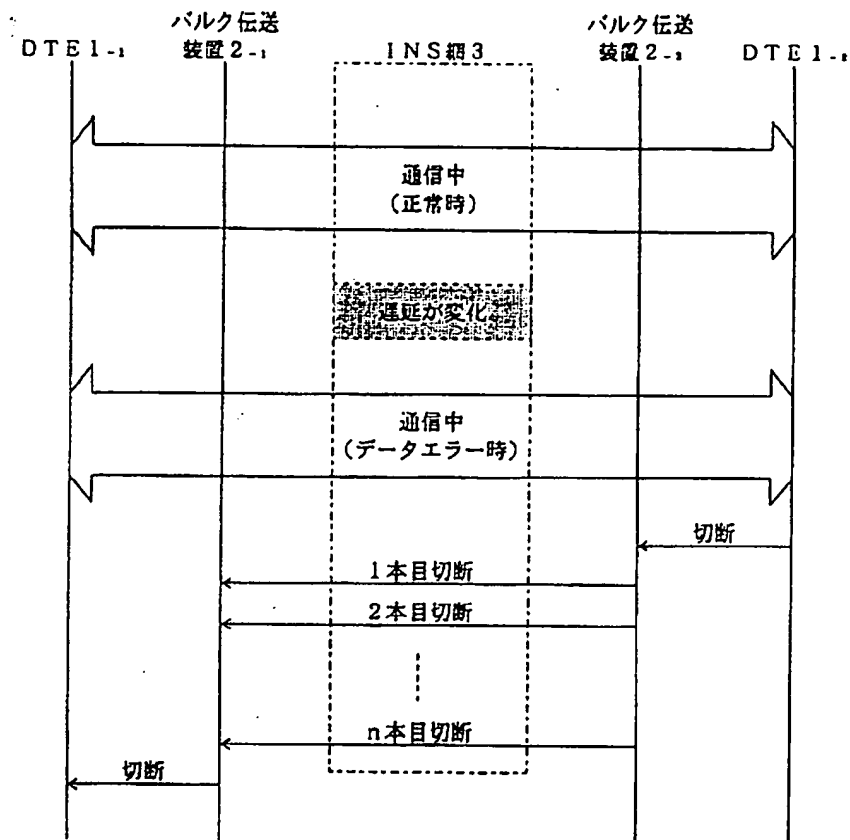 DTE1-₁
バルク伝送
装置2-₁
INS網3
バルク伝送
装置2-₂
DTE1-₂
通信中
(正常時)
遅延が変化
通信中
(データエラー時)
切断
1本目切断
2本目切断
n本目切断
切断